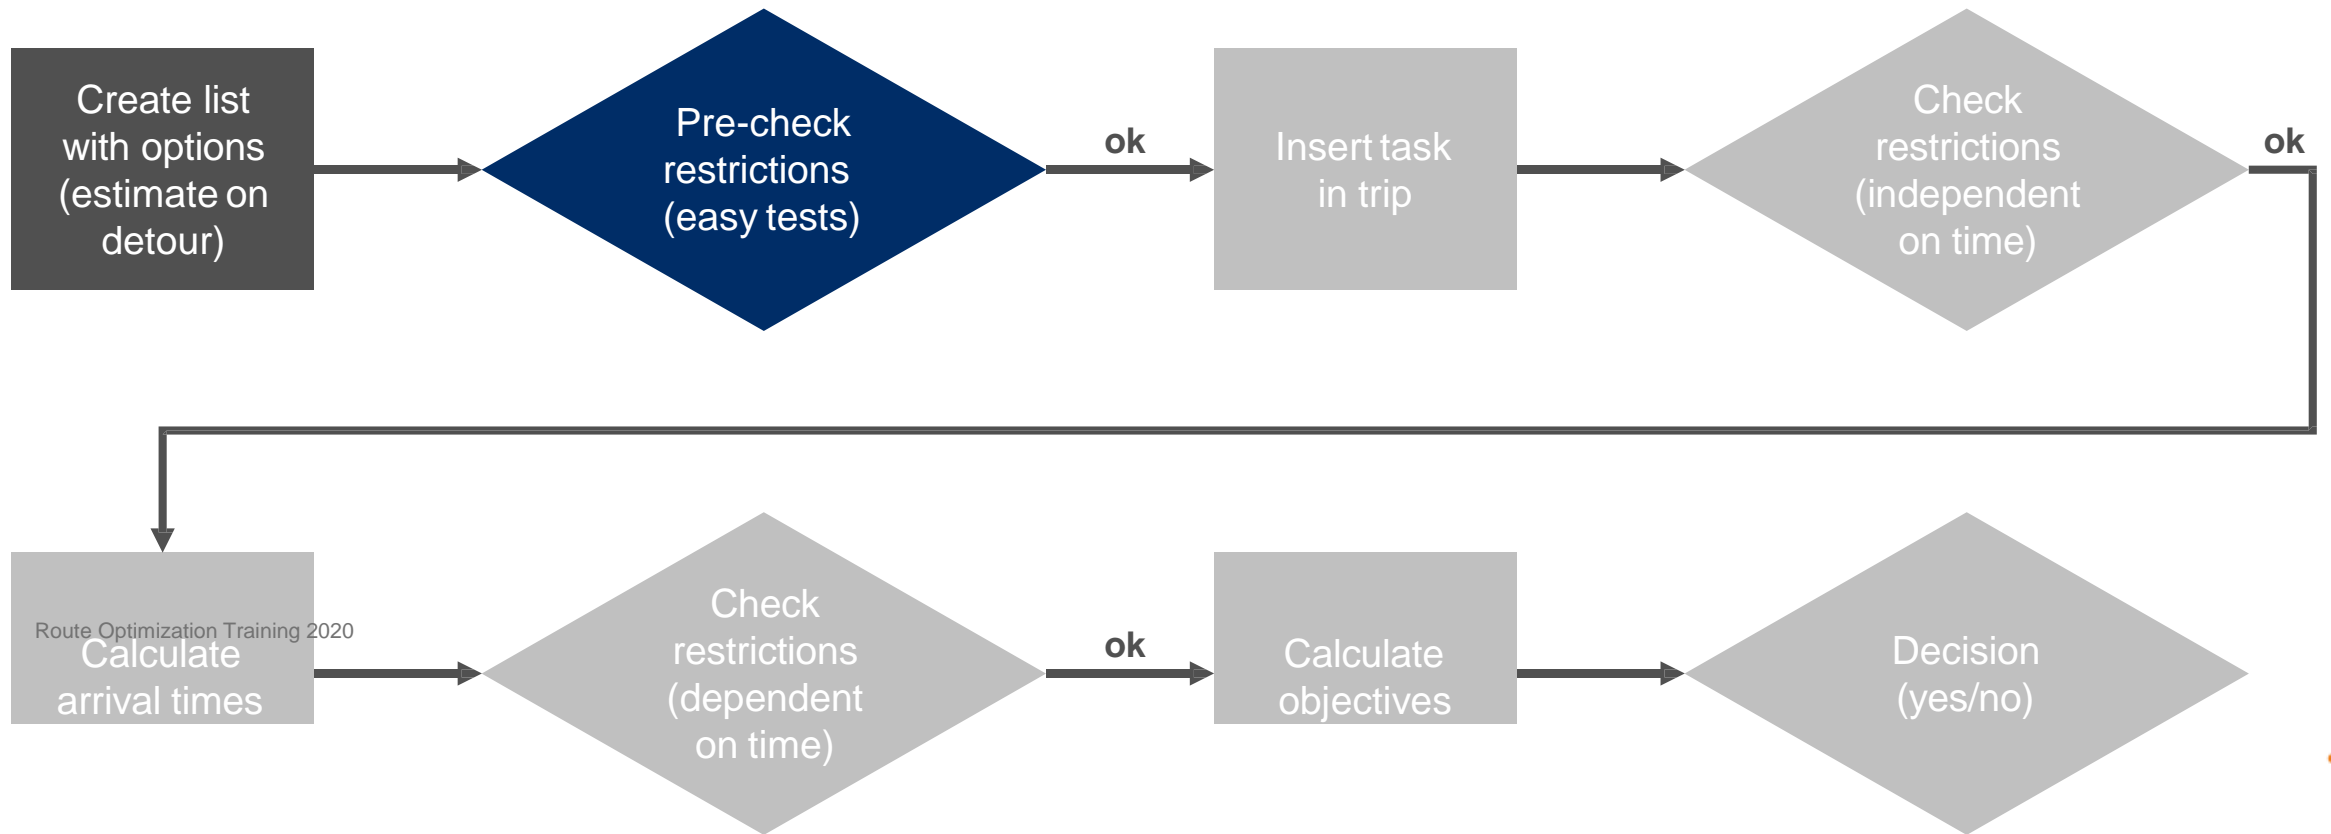 Create list
with options
(estimate on
detour)
Pre-check
restrictions
(easy tests)
ok
Insert task
in trip
Check
restrictions
(independent
on time)
ok
Route Optimization Training 2020
Calculate
arrival times
Check
restrictions
(dependent
on time)
ok
Calculate
objectives
Decision
(yes/no)